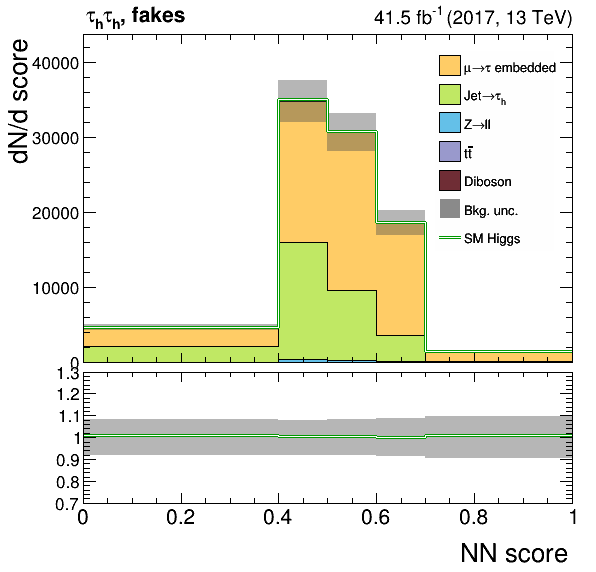 τhτh, fakes
41.5 fb-1 (2017, 13 TeV)
dN/d score
40000
30000
20000
10000
0
μ→τ embedded
Jet→τh
Z→ll
tt̅
Diboson
Bkg. unc.
SM Higgs
1.3
1.2
1.1
1
0.9
0.8
0.7
0
0.2
0.4
0.6
0.8
1
NN score